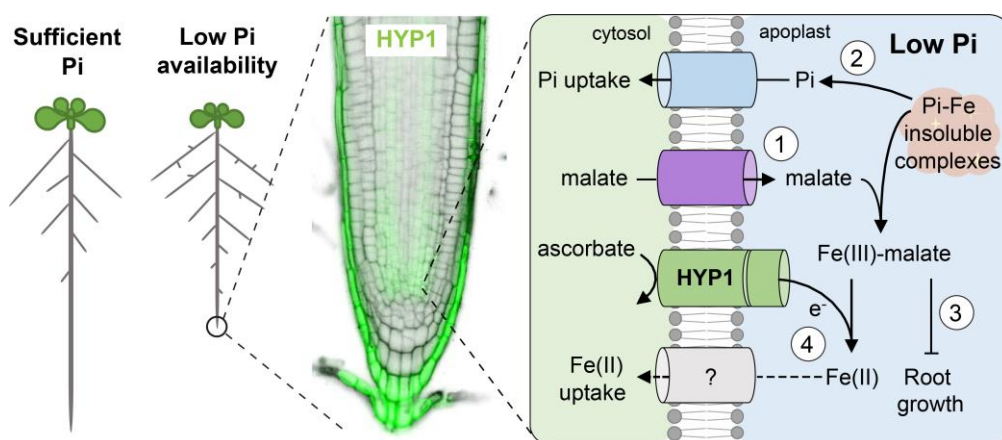 Sufficient
Pi
Low Pi
availability
HYP1
cytosol
apoplast
Low Pi
Pi uptake
Pi
2
Pi-Fe
insoluble
complexes
1
malate
malate
ascorbate
HYP1
Fe(III)-malate
e-
3
4
Fe(II)
uptake
?
Fe(II)
Root
growth